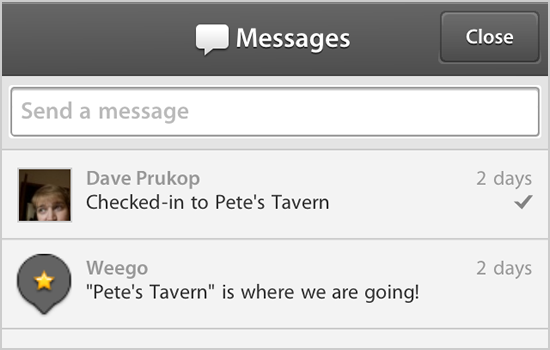 Messages
Close
Send a message
Dave Prukop
2 days
Checked-in to Pete's Tavern
Weego
2 days
"Pete's Tavern" is where we are going!